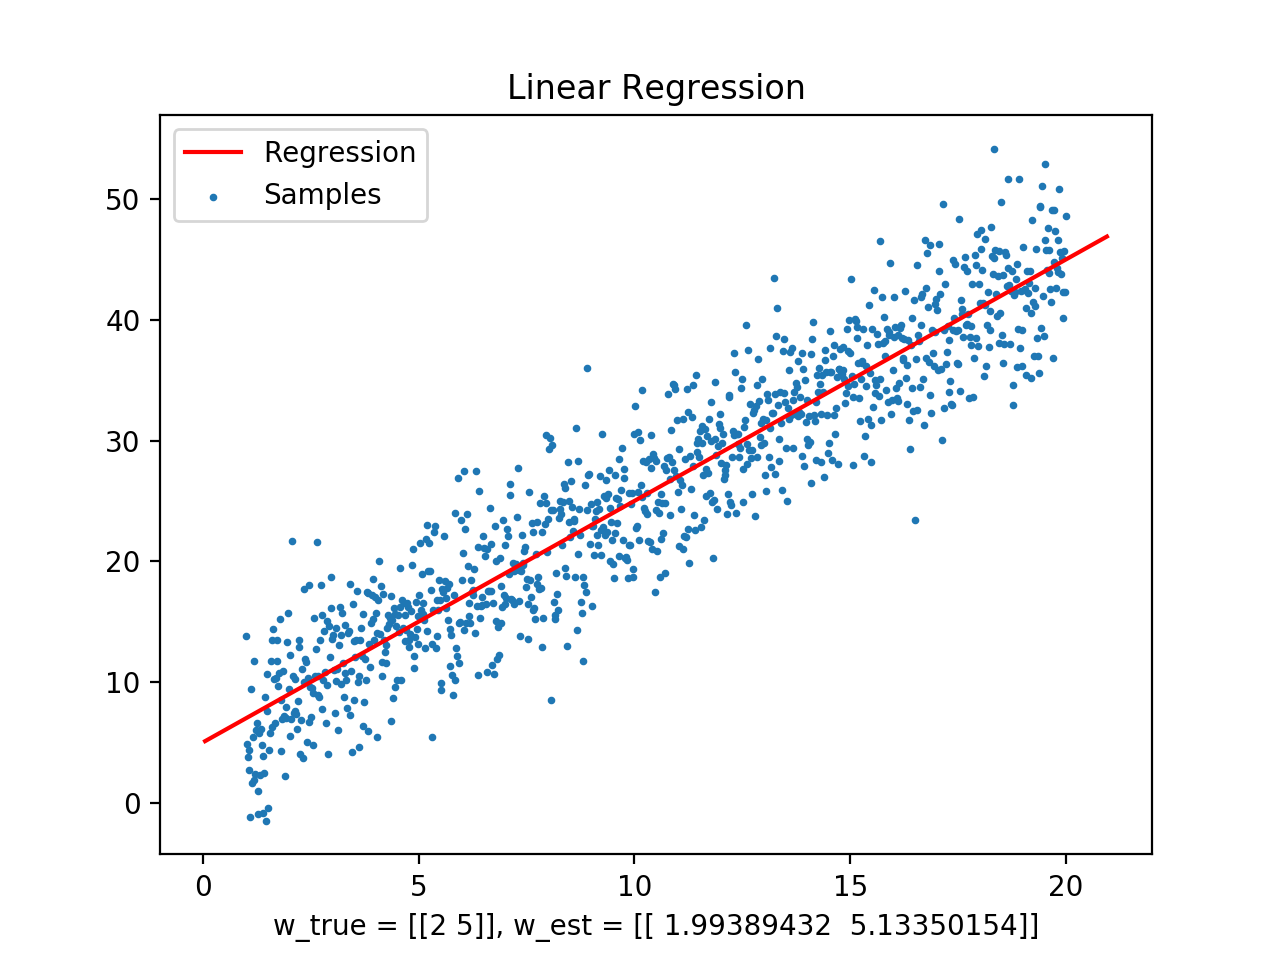 Linear Regression
Regression
Samples
50
40
30
20
10
0
0 5 10 15 20
w_true = [[2 5]], w_est = [[ 1.99389432  5.13350154]]